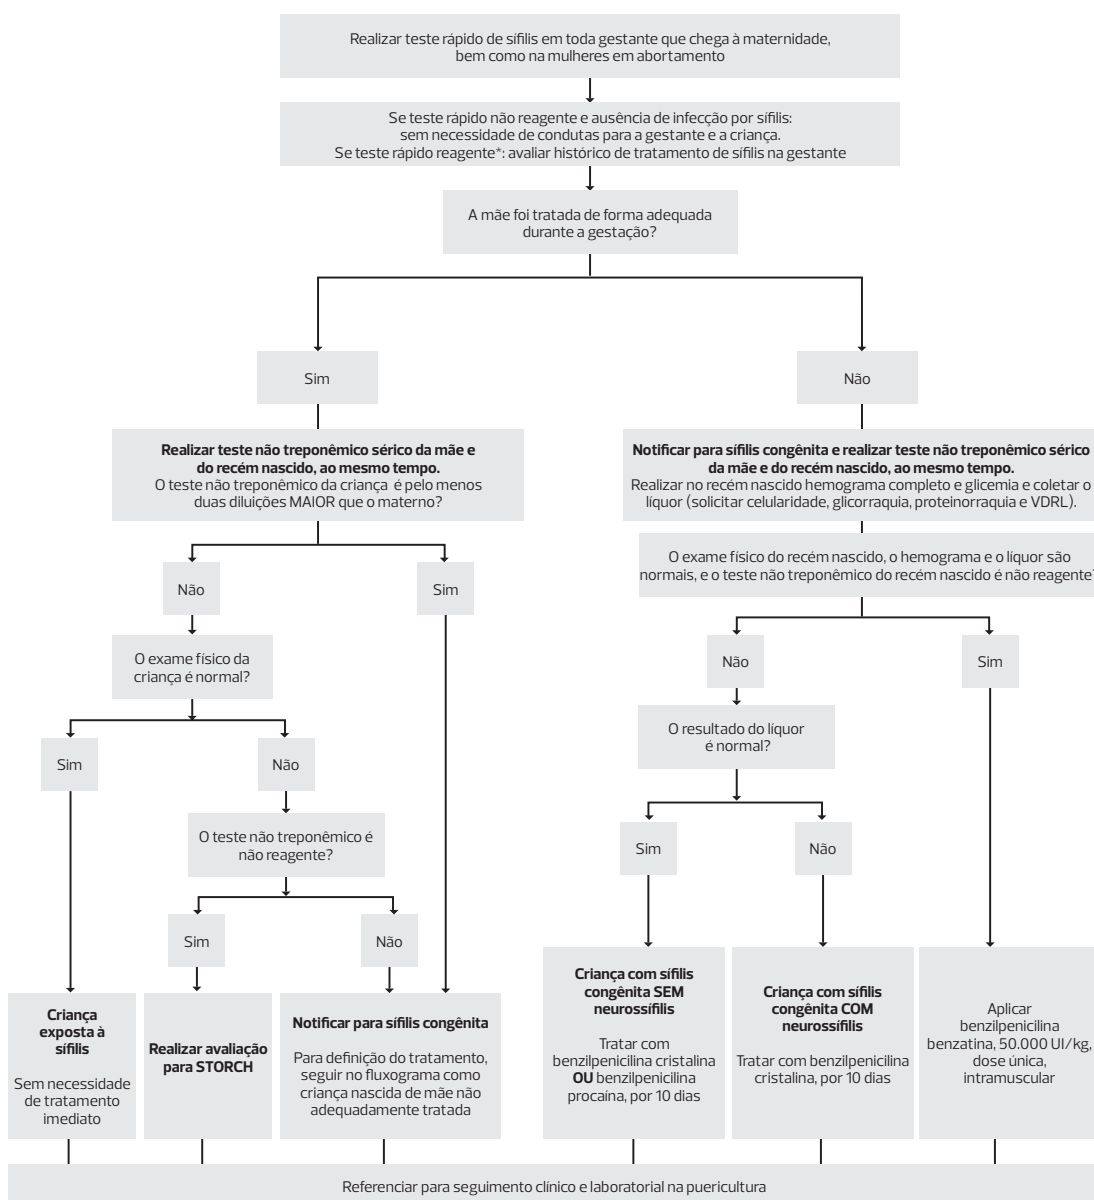 Realizar teste rápido de sífilis em toda gestante que chega à maternidade,
bem como na mulheres em abortamento
Se teste rápido não reagente e ausência de infecção por sífilis:
sem necessidade de condutas para a gestante e a criança.
Se teste rápido reagente*: avaliar histórico de tratamento de sífilis na gestante
A mãe foi tratada de forma adequada
durante a gestação?
Sim
Não
Realizar teste não treponêmico sérico da mãe e
do recém nascido, ao mesmo tempo.
O teste não treponêmico da criança é pelo menos
duas diluições MAIOR que o materno?
Notificar para sífilis congênita e realizar teste não treponêmico sérico
da mãe e do recém nascido, ao mesmo tempo.
Realizar no recém nascido hemograma completo e glicemia e coletar o
líquor (solicitar celularidade, glicorraquia, proteinorraquia e VDRL).
O exame físico do recém nascido, o hemograma e o líquor são
normais, e o teste não treponêmico do recém nascido é não reagente?
Não
Sim
Não
Sim
O exame físico da
criança é normal?
O resultado do líquor
é normal?
Sim
Não
O teste não treponêmico é
não reagente?
Sim
Não
Sim
Não
Criança
exposta à
sífilis
Sem necessidade
de tratamento
imediato
Realizar avaliação
para STORCH
Notificar para sífilis congênita
Para definição do tratamento,
seguir no fluxograma como
criança nascida de mãe não
adequadamente tratada
Criança com sífilis
congênita SEM
neurossífilis
Tratar com
benzilpenicilina cristalina
OU benzilpenicilina
procaína, por 10 dias
Criança com sífilis
congênita COM
neurossífilis
Tratar com benzilpenicilina
cristalina, por 10 dias
Aplicar
benzilpenicilina
benzatina, 50.000 UI/kg,
dose única,
intramuscular
Referenciar para seguimento clínico e laboratorial na puericultura